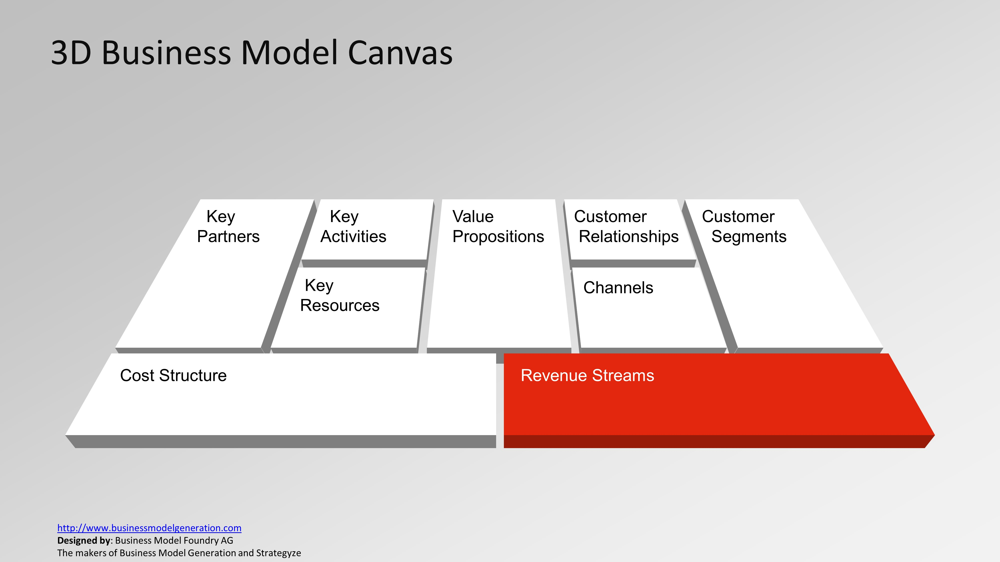 3D Business Model Canvas
Key
Partners
Key
Activities
Key
Resources
Value
Propositions
Customer
Relationships
Channels
Customer
Segments
Cost Structure
Revenue Streams
http://www.businessmodelgeneration.com
Designed by: Business Model Foundry AG
The makers of Business Model Generation and Strategyze